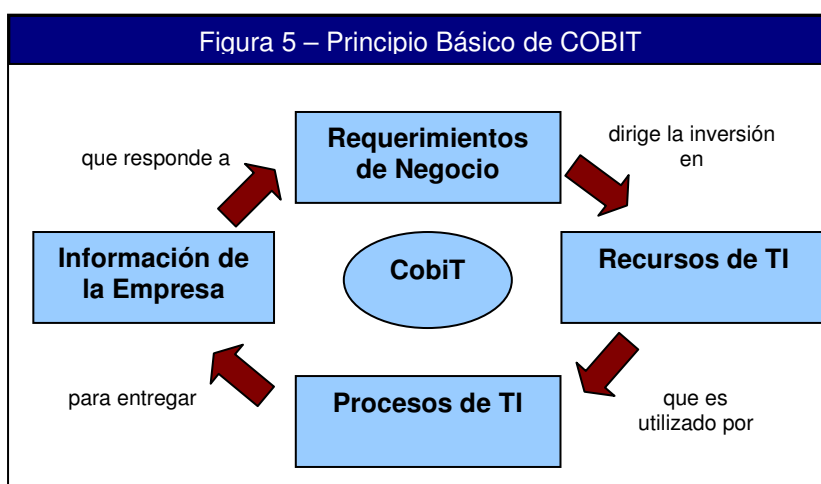 Figura 5 – Principio Básico de COBIT
Requerimientos
de Negocio
dirige la inversión
en
que responde a
Información de
la Empresa
CobiT
Recursos de TI
para entregar
Procesos de TI
que es
utilizado por